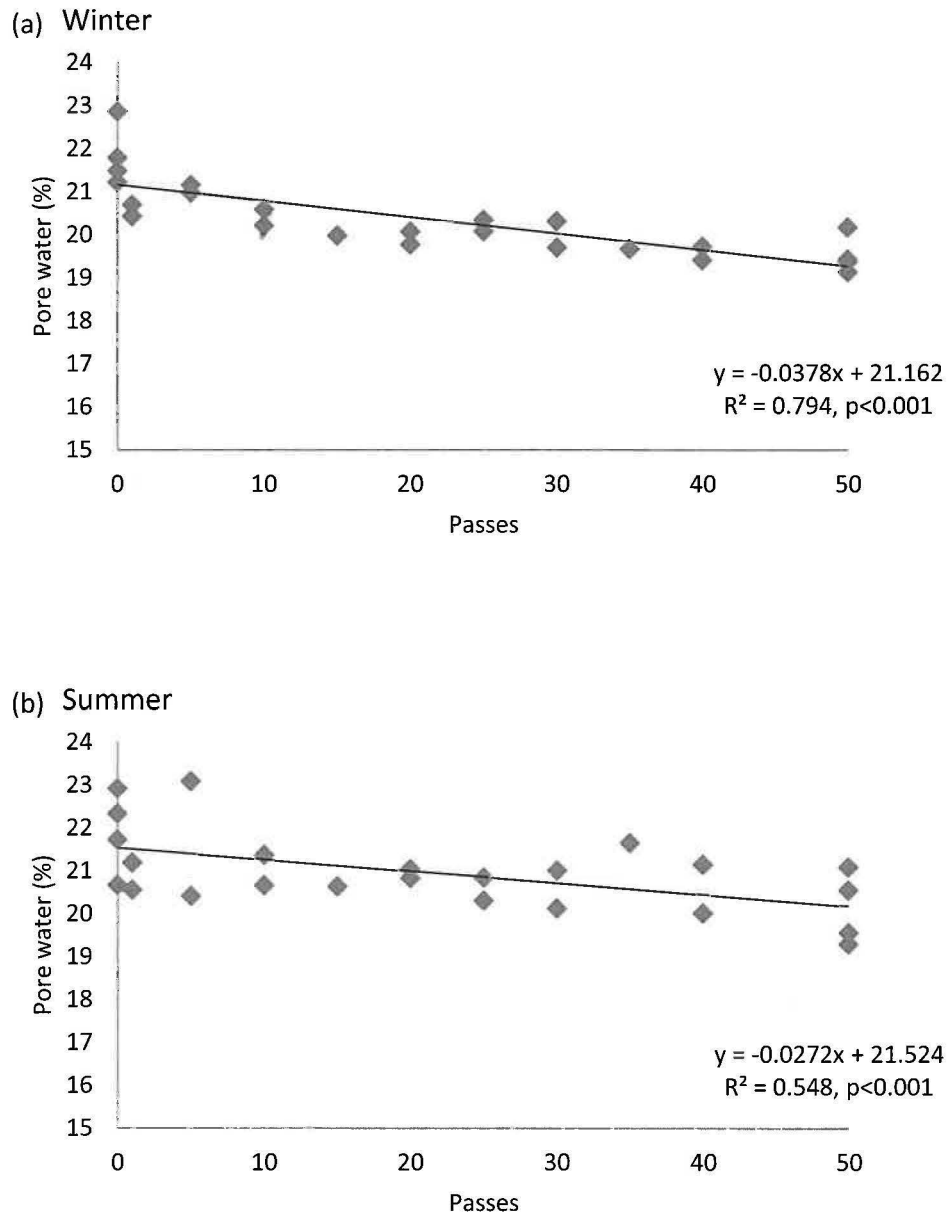 (a) Winter
24
23
22
21
20
19
18
17
16
15
Pore water (%)
y = -0.0378x + 21.162
R² = 0.794, p<0.001
0 10 20 30 40 50
Passes
(b) Summer
24
23
22
21
20
19
18
17
16
15
Pore water (%)
y = -0.0272x + 21.524
R² = 0.548, p<0.001
0 10 20 30 40 50
Passes